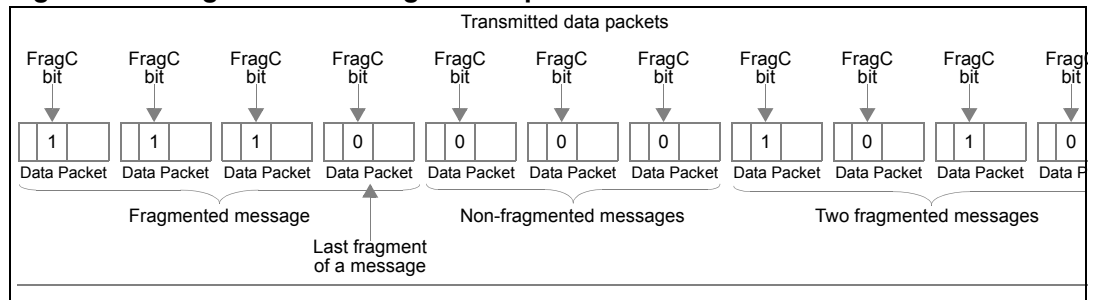 Transmitted data packets
FragC bit FragC bit FragC bit FragC bit FragC bit FragC bit FragC bit FragC bit FragC bit FragC bit bit
1 1 1 0 0 0 0 1 0 1 0
Data Packet Data Packet Data Packet Data Packet Data Packet Data Packet Data Packet Data Packet Data Packet Data Packet Data
Fragmented message Non-fragmented messages Two fragmented messages
Last fragment
of a message